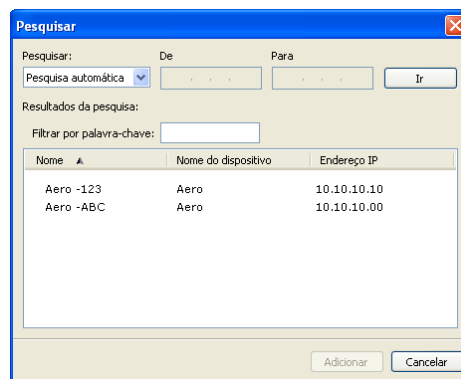 Pesquisar
Pesquisar: De Para
Pesquisa automática . . . . . . Ir
Resultados da pesquisa:
Filtrar por palavra-chave:
Nome Nome do dispositivo Endereço IP
Aero -123 Aero 10.10.10.10
Aero -ABC Aero 10.10.10.00
Adicionar Cancelar